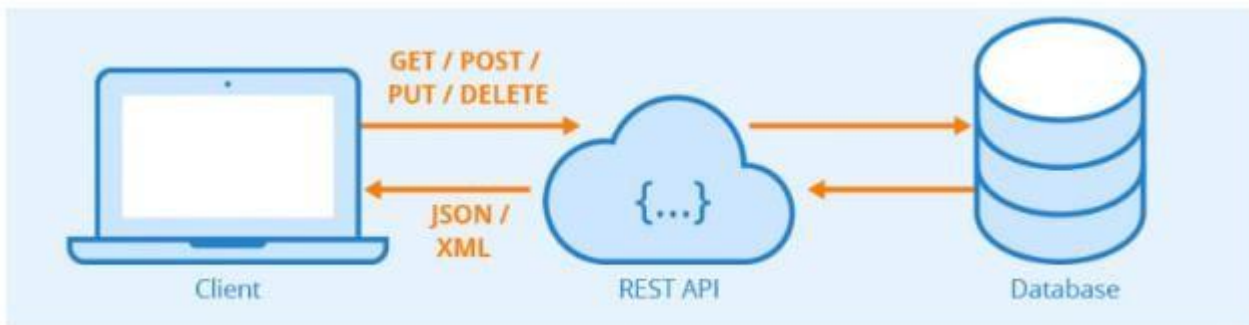 GET / POST /
PUT / DELETE
{...}
JSON /
XML
Client
REST API
Database